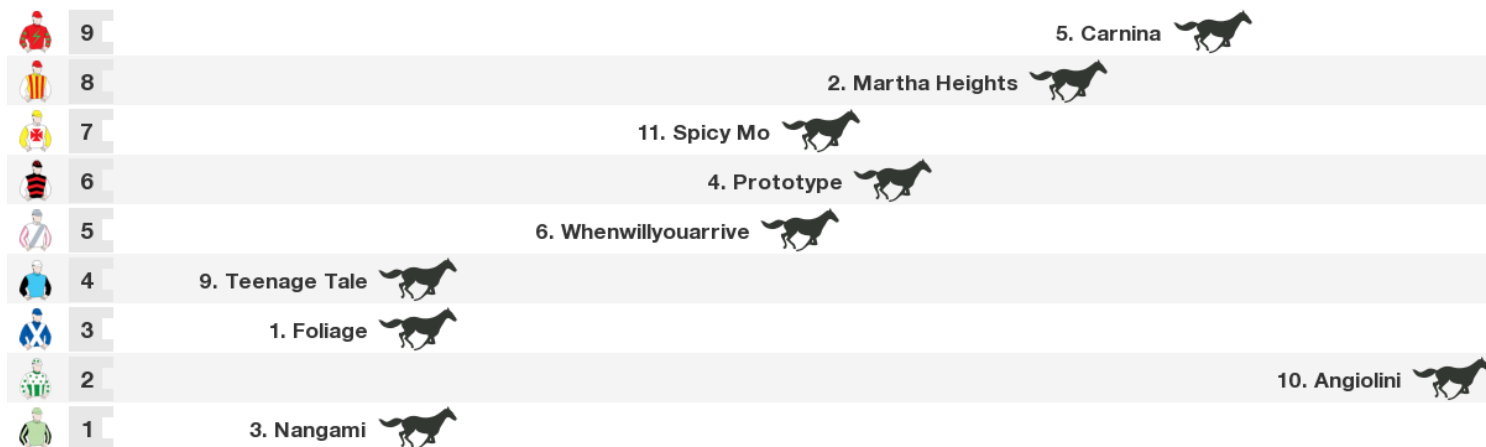 9 5. Carnina
8 2. Martha Heights
7 11. Spicy Mo
6 4. Prototype
5 6. Whenwillyouarrive
4 9. Teenage Tale
3 1. Foliage
2 10. Angiolini
1 3. Nangami